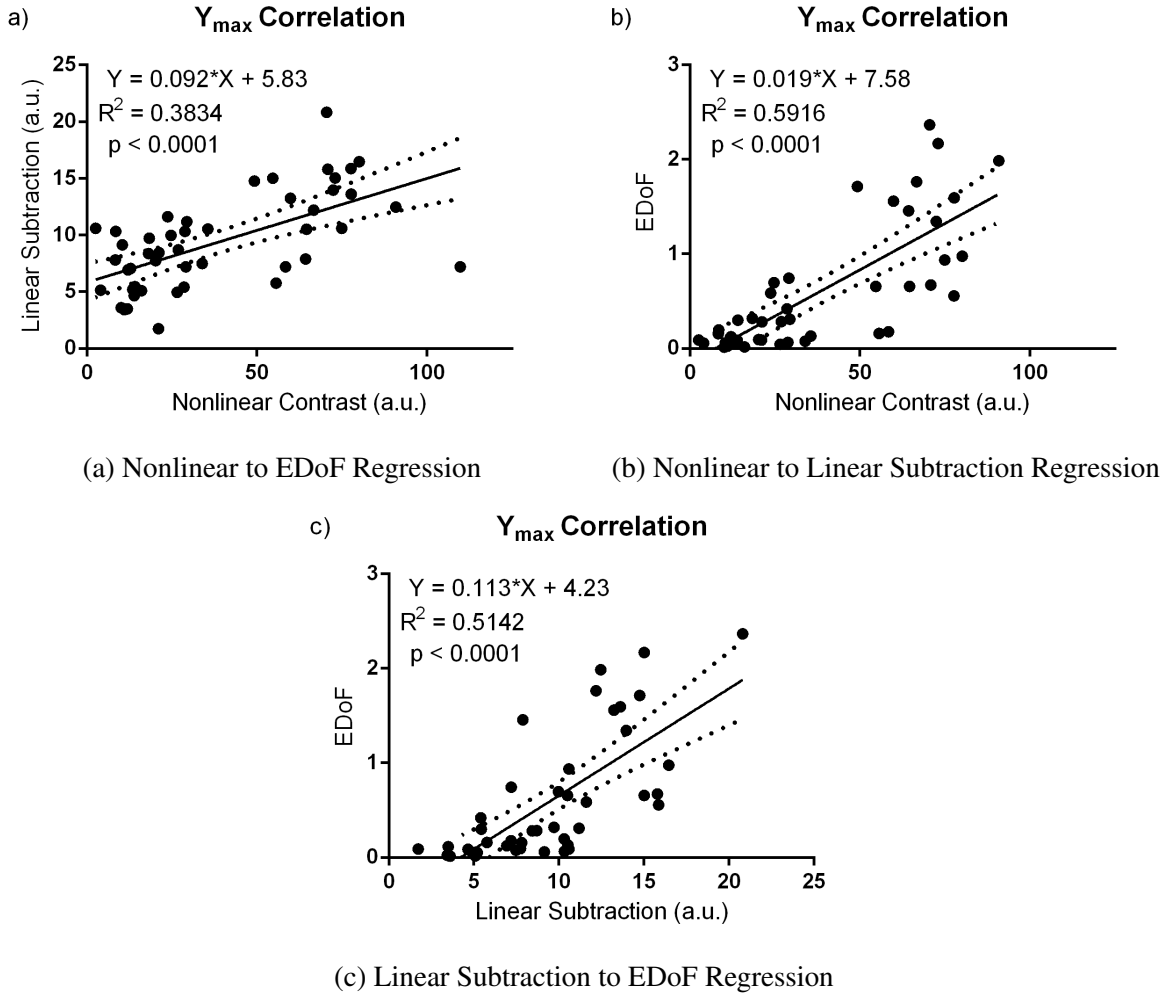 a)
Ymax Correlation
Y = 0.092*X + 5.83
R2 = 0.3834
p < 0.0001
Linear Subtraction (a.u.)
25
20
15
10
5
0
0 50 100
Nonlinear Contrast (a.u.)
(a) Nonlinear to EDoF Regression
b)
Ymax Correlation
Y = 0.019*X + 7.58
R2 = 0.5916
p < 0.0001
EDoF
3
2
1
0
0 50 100
Nonlinear Contrast (a.u.)
(b) Nonlinear to Linear Subtraction Regression
c)
Ymax Correlation
Y = 0.113*X + 4.23
R2 = 0.5142
p < 0.0001
EDoF
3
2
1
0
0 5 10 15 20 25
Linear Subtraction (a.u.)
(c) Linear Subtraction to EDoF Regression